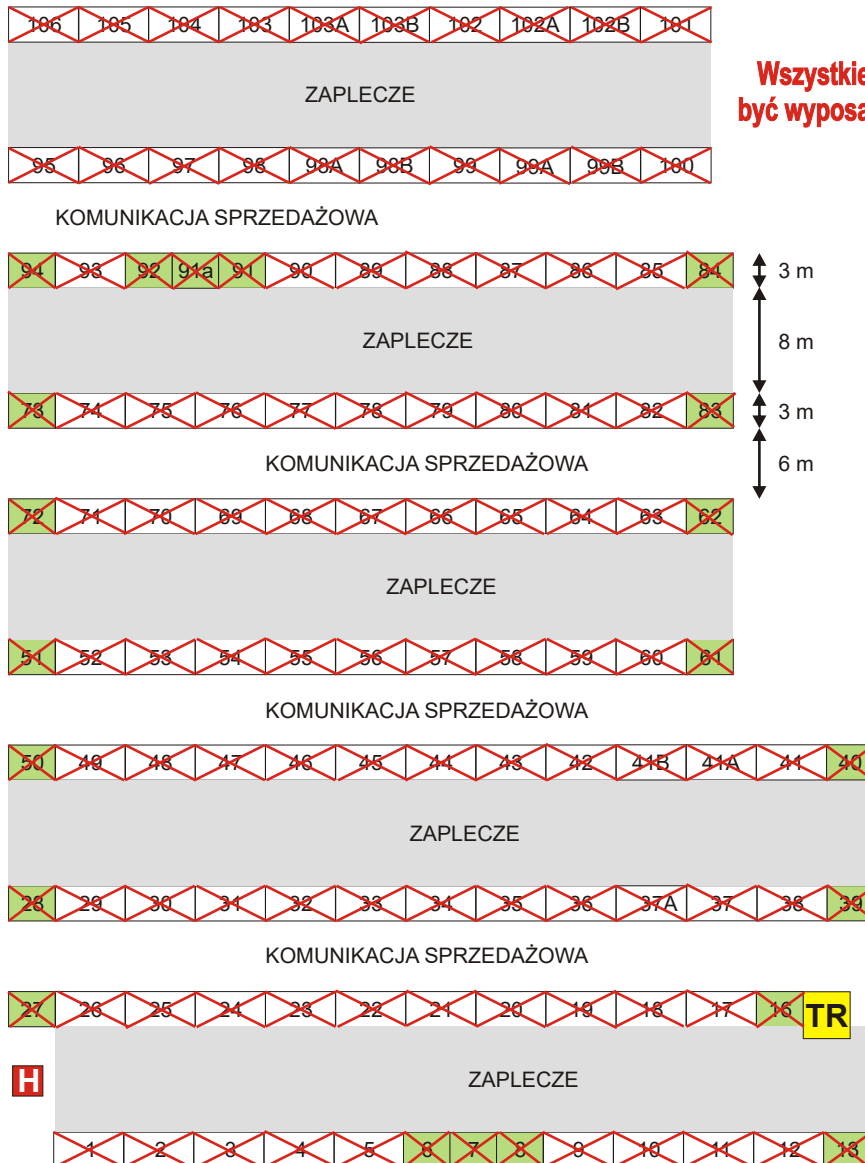 106 105 104 103 103A 103B 102 102A 102B 101
Wszystkie
być wyposa
ZAPLECZE
95 96 97 98 98A 98B 99 99A 99B 100
KOMUNIKACJA SPRZEDAŻOWA
94 93 92 91a 91 90 89 88 87 86 85 84 3 m
ZAPLECZE 8 m
73 74 75 76 77 78 79 80 81 82 83 3 m
KOMUNIKACJA SPRZEDAŻOWA 6 m
72 71 70 69 68 67 66 65 64 63 62
ZAPLECZE
51 52 53 54 55 56 57 58 59 60 61
KOMUNIKACJA SPRZEDAŻOWA
50 49 48 47 46 45 44 43 42 41B 41A 41 40
ZAPLECZE
28 29 30 31 32 33 34 35 36 37A 37 38 39
KOMUNIKACJA SPRZEDAŻOWA
27 26 25 24 23 22 21 20 19 18 17 16 TR
H ZAPLECZE
1 2 3 4 5 6 7 8 9 10 11 12 13